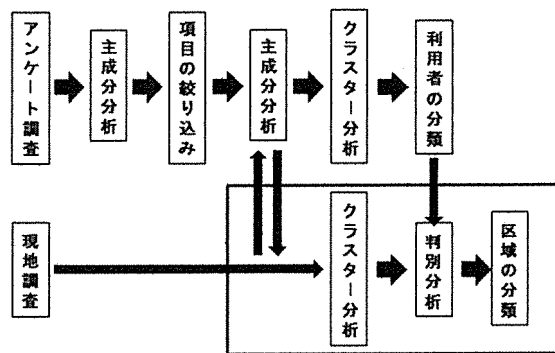 アンケート調査
主成分分析
項目の絞り込み
主成分分析
クラスター分析
利用者の分類
現地調査
クラスター分析
判別分析
区域の分類